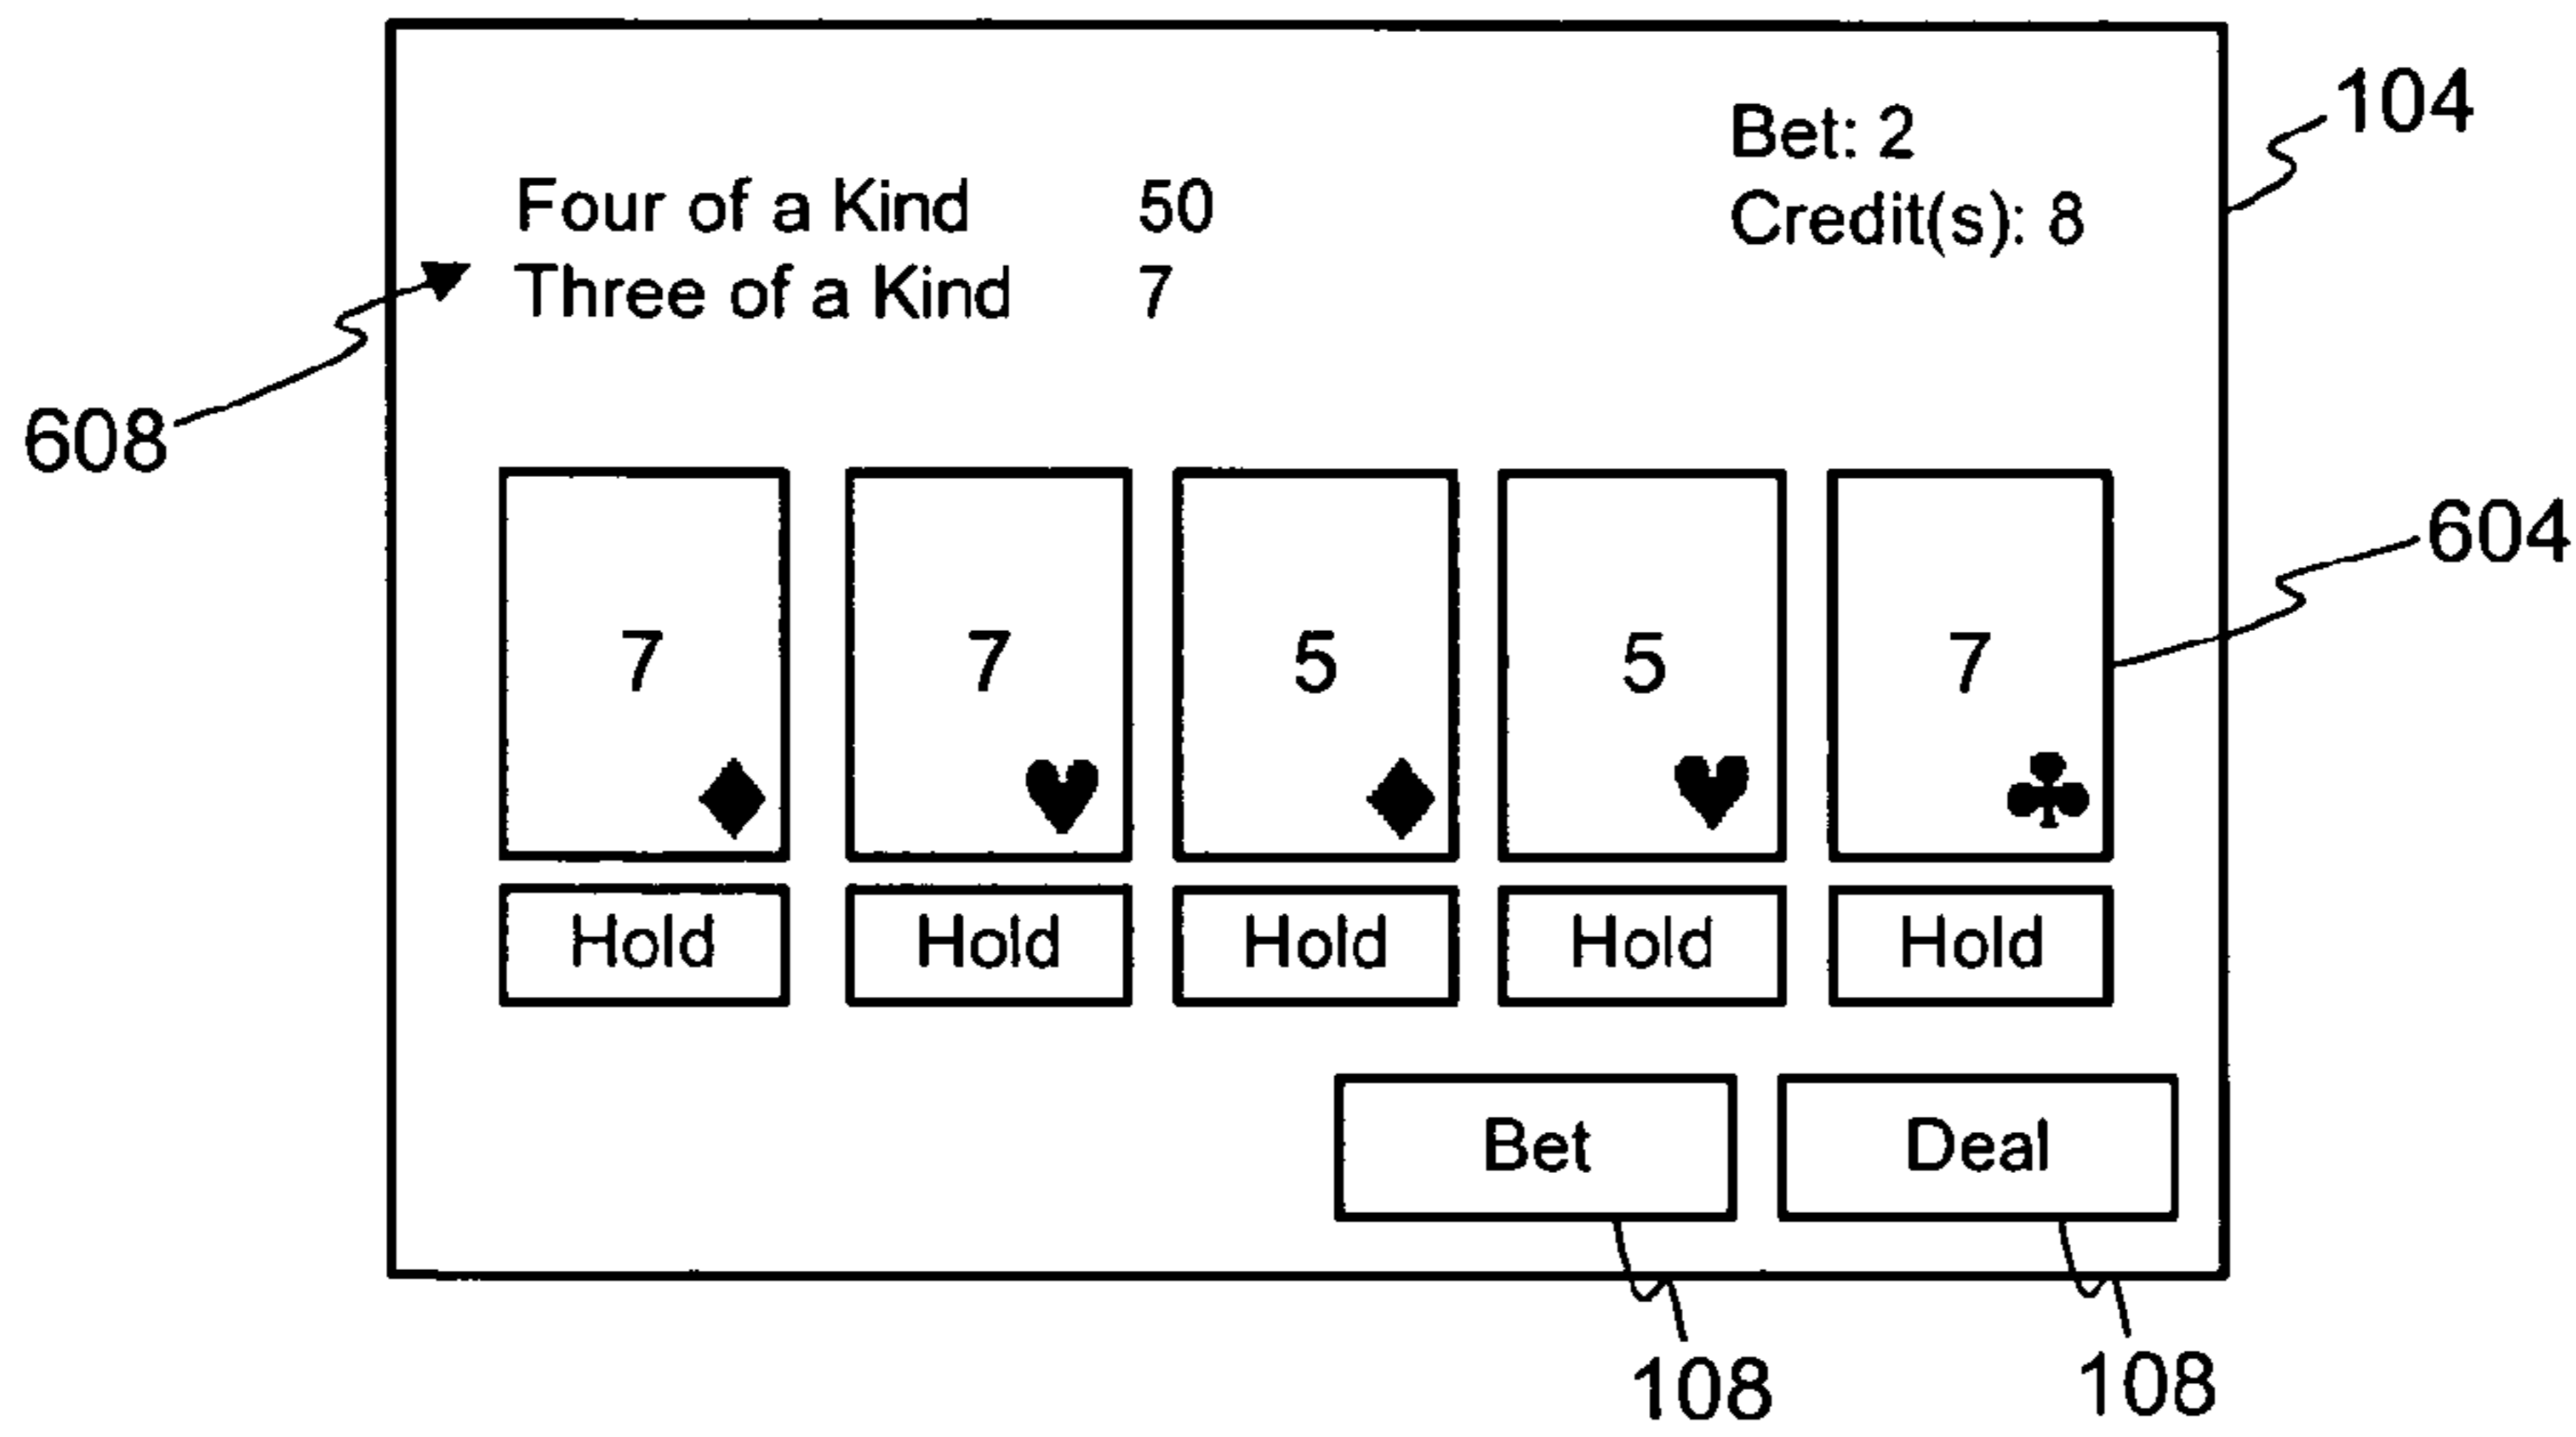 Bet: 2
104
Four of a Kind 50
Credit(s): 8
Three of a Kind 7
608
604
7 7 5 5 7
Hold Hold Hold Hold Hold
Bet Deal
108 108